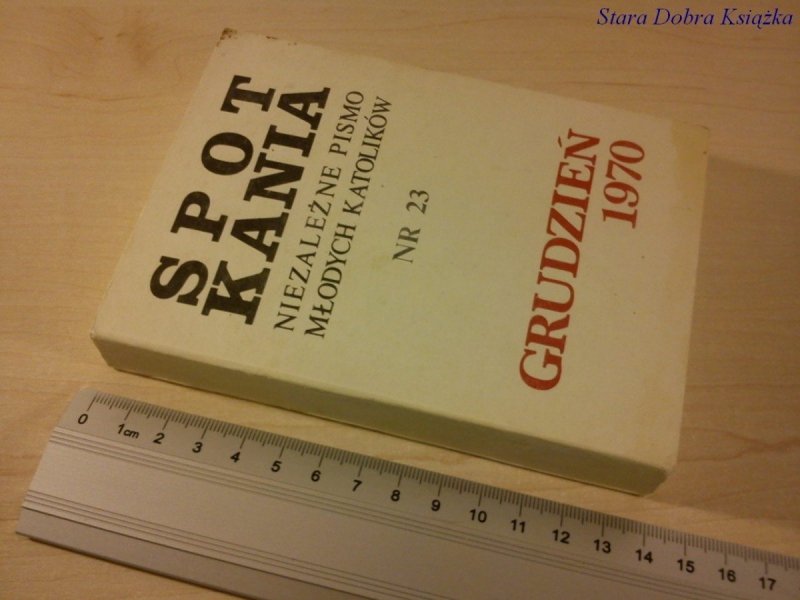 Stara Dobra Książka
SPOT
KANIA
NIEZALEŻNE PISMO
MŁODYCH KATOLIKÓW
NR 23
GRUDZIEŃ
1970
0 1cm 2 3 4 5 6 7 8 9 10 11 12 13 14 15 16 17